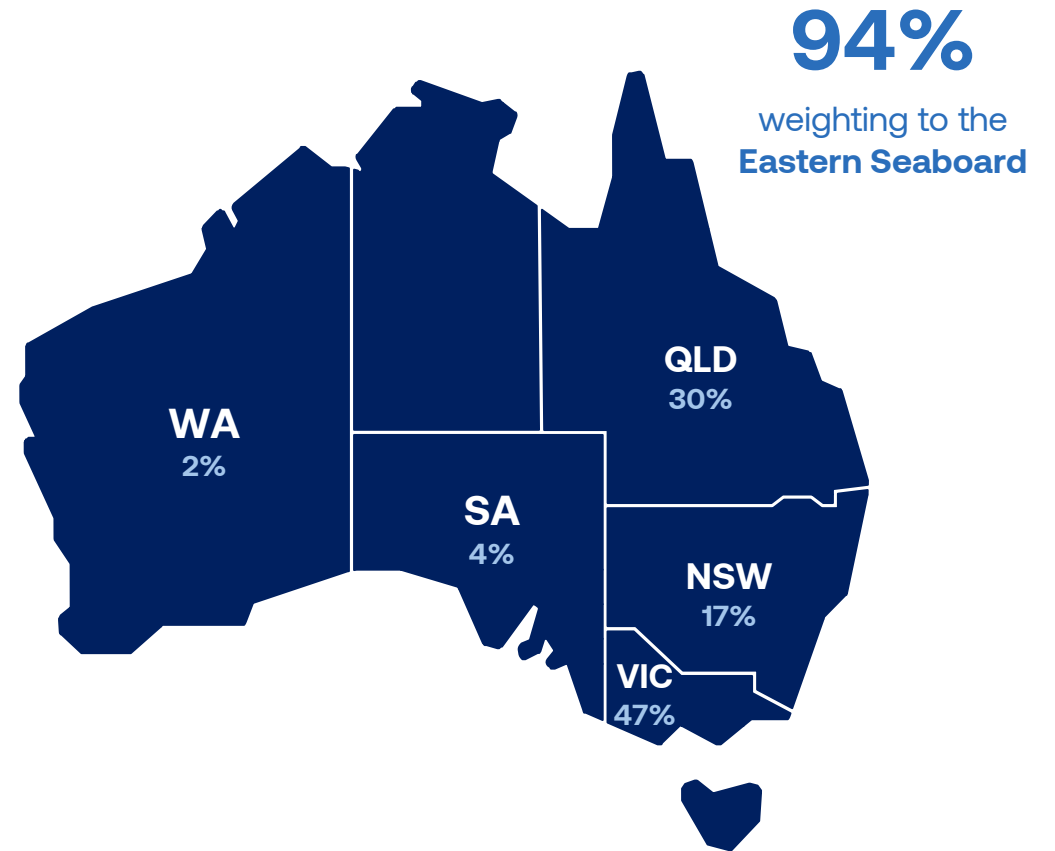 94%
weighting to the
Eastern Seaboard
QLD
30%
WA
2%
SA
4%
NSW
17%
VIC
47%